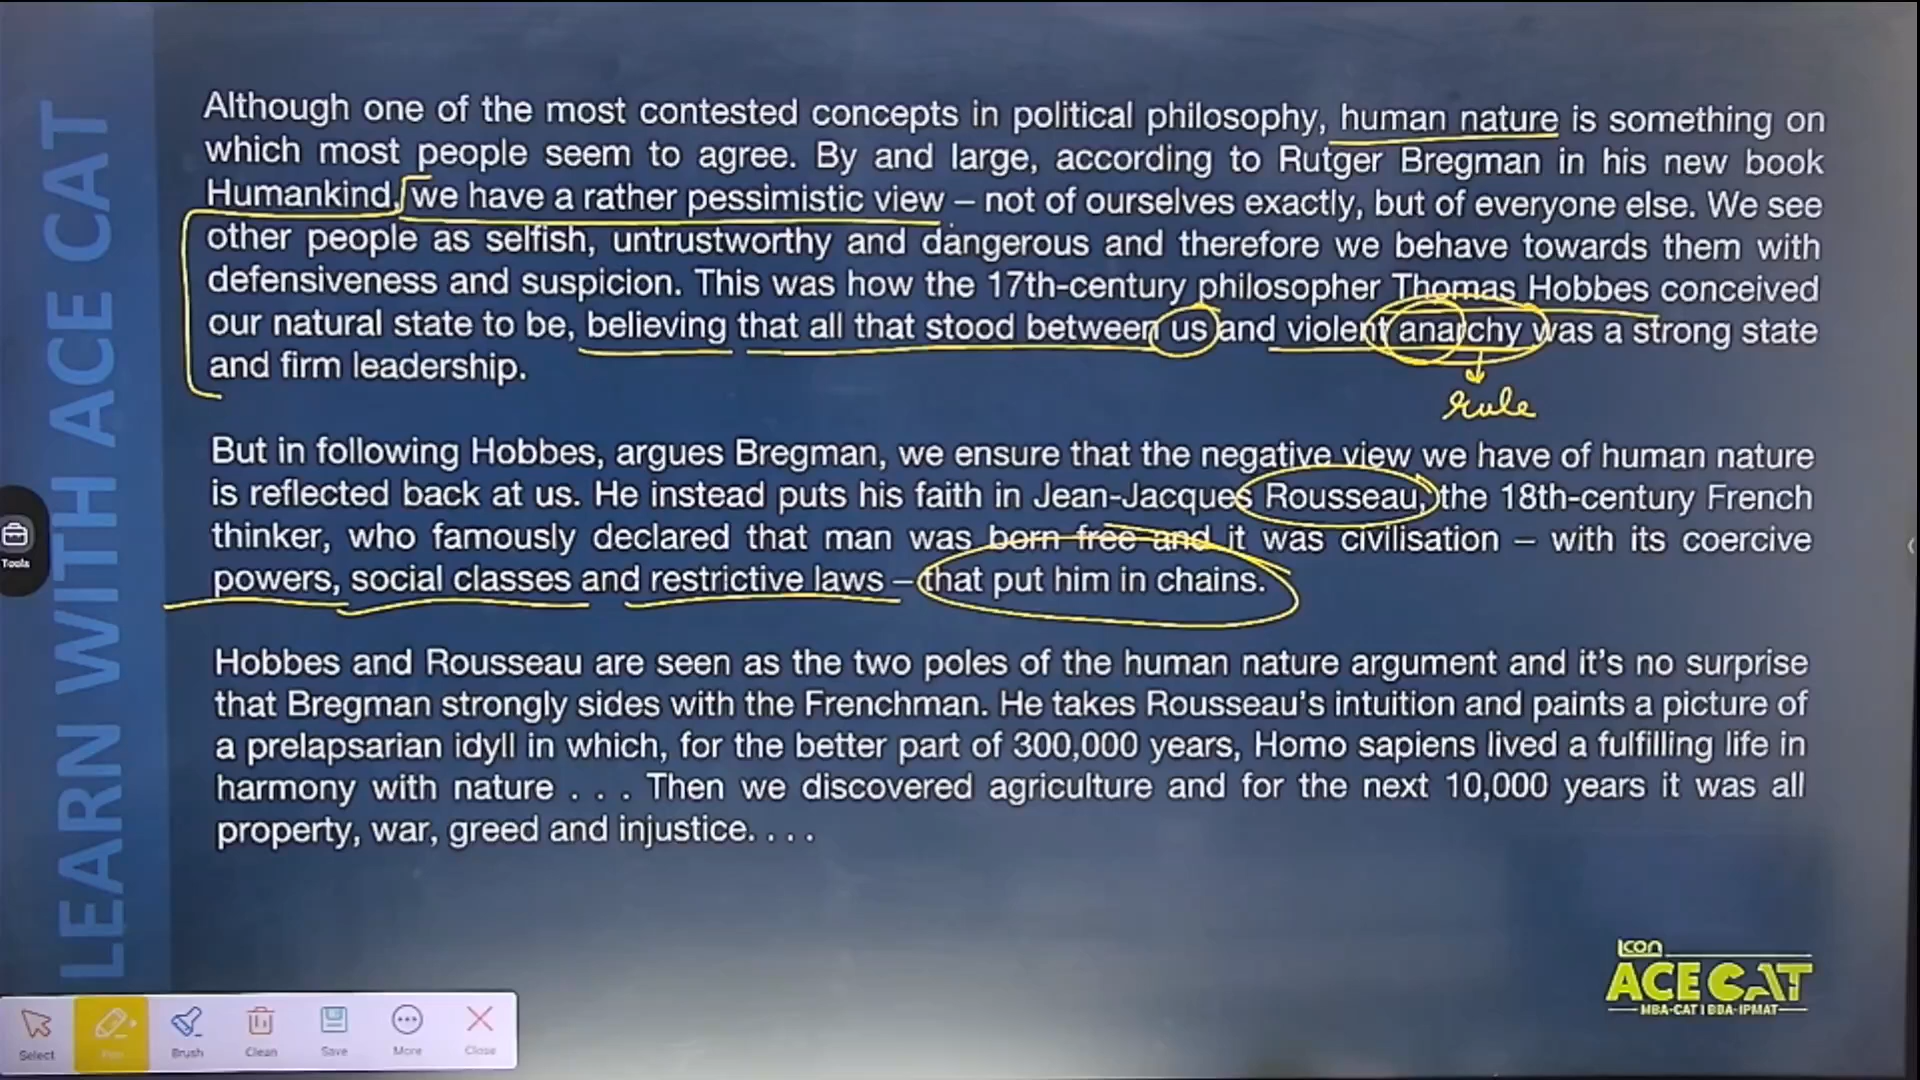 LEARN WITH ACE CAT
Although one of the most contested concepts in political philosophy, human nature is something on
which most people seem to agree. By and large, according to Rutger Bregman in his new book
Humankind, we have a rather pessimistic view – not of ourselves exactly, but of everyone else. We see
other people as selfish, untrustworthy and dangerous and therefore we behave towards them with
defensiveness and suspicion. This was how the 17th-century philosopher Thomas Hobbes conceived
our natural state to be, believing that all that stood between us and violent anarchy was a strong state
and firm leadership.
rule
But in following Hobbes, argues Bregman, we ensure that the negative view we have of human nature
is reflected back at us. He instead puts his faith in Jean-Jacques Rousseau, the 18th-century French
thinker, who famously declared that man was born free and it was civilisation – with its coercive
powers, social classes and restrictive laws – that put him in chains.
Hobbes and Rousseau are seen as the two poles of the human nature argument and it's no surprise
that Bregman strongly sides with the Frenchman. He takes Rousseau's intuition and paints a picture of
a prelapsarian idyll in which, for the better part of 300,000 years, Homo sapiens lived a fulfilling life in
harmony with nature . . . Then we discovered agriculture and for the next 10,000 years it was all
property, war, greed and injustice. . . .
Tools
icon
ACE CAT
MBA-CAT | BBA-IPMAT
Select
Pen
Brush
Clean
Save
More
Close